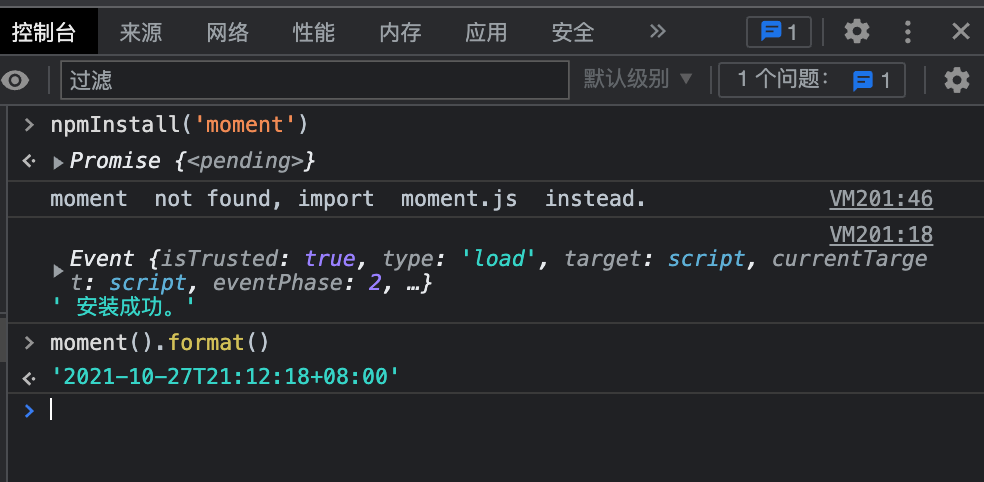 控制台 来源 网络 性能 内存 应用 安全 » 1
过滤 默认级别 ▼ 1 个问题: 1
> npmInstall('moment')
<· ▶ Promise {<pending>}
moment  not found, import  moment.js  instead. VM201:46
VM201:18
▶ Event {isTrusted: true, type: 'load', target: script, currentTarge
t: script, eventPhase: 2, …}
' 安装成功。'
> moment().format()
<· '2021-10-27T21:12:18+08:00'
>